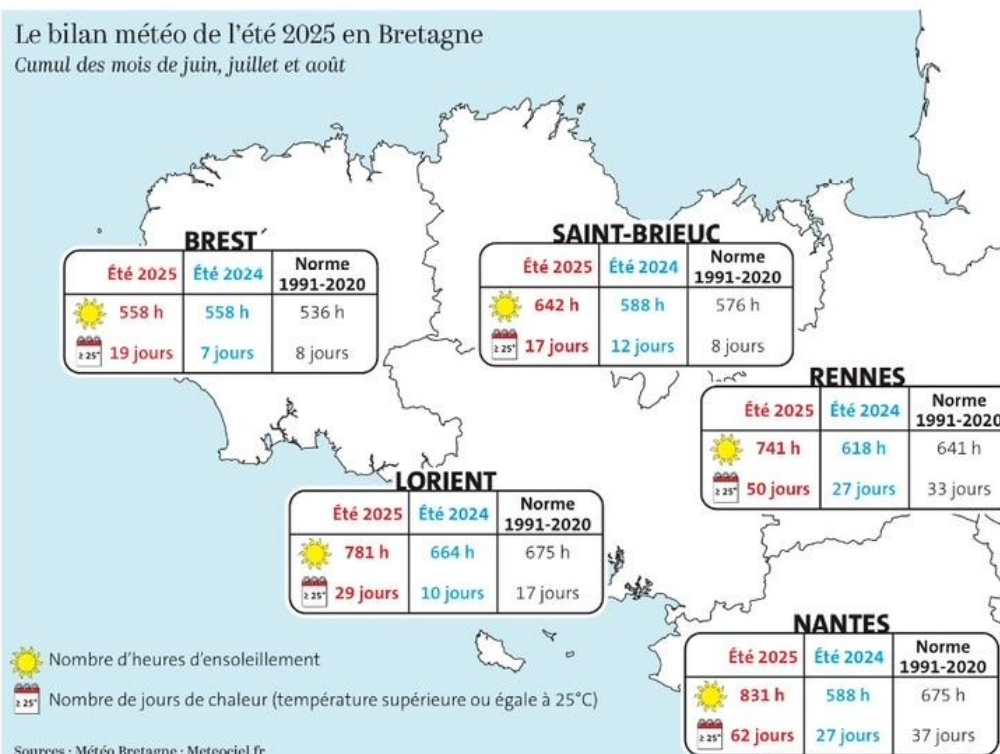 Le bilan météo de l'été 2025 en Bretagne
Cumul des mois de juin, juillet et août
BREST
Été 2025 Été 2024 Norme 1991-2020
558 h 558 h 536 h
≥ 25° 19 jours 7 jours 8 jours
SAINT-BRIEUC
Été 2025 Été 2024 Norme 1991-2020
642 h 588 h 576 h
≥ 25° 17 jours 12 jours 8 jours
RENNES
Été 2025 Été 2024 Norme 1991-2020
741 h 618 h 641 h
≥ 25° 50 jours 27 jours 33 jours
LORIENT
Été 2025 Été 2024 Norme 1991-2020
781 h 664 h 675 h
≥ 25° 29 jours 10 jours 17 jours
NANTES
Été 2025 Été 2024 Norme 1991-2020
831 h 588 h 675 h
≥ 25° 62 jours 27 jours 37 jours
Nombre d'heures d'ensoleillement
≥ 25° Nombre de jours de chaleur (température supérieure ou égale à 25°C)
Sources : Météo Bretagne ; Meteociel.fr